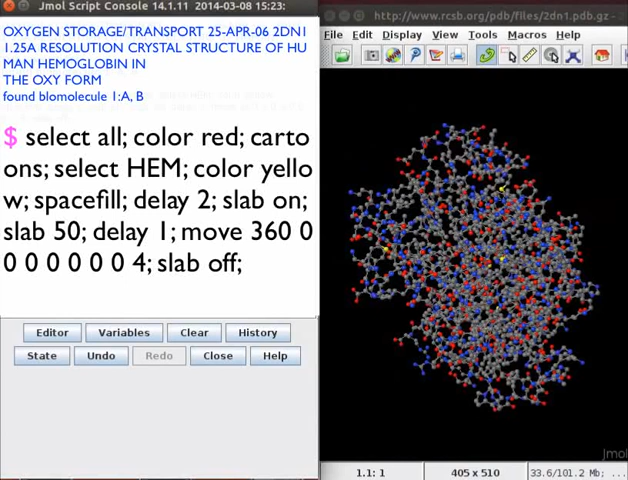 Jmol Script Console 14.1.11 2014-03-08 15:23:
http://www.rcsb.org/pdb/files/2dn1.pdb.gz -
OXYGEN STORAGE/TRANSPORT 25-APR-06 2DN1
1.25A RESOLUTION CRYSTAL STRUCTURE OF HU
MAN HEMOGLOBIN IN
THE OXY FORM
found biomolecule 1:A, B
$ select all; color red; carto
ons; select HEM; color yello
w; spacefill; delay 2; slab on;
slab 50; delay 1; move 360 0
0 0 0 0 0 0 4; slab off;
Editor Variables Clear History
State Undo Redo Close Help
File Edit Display View Tools Macros Help
Jmol
1.1: 1 405 x 510 33.6/101.2 Mb;